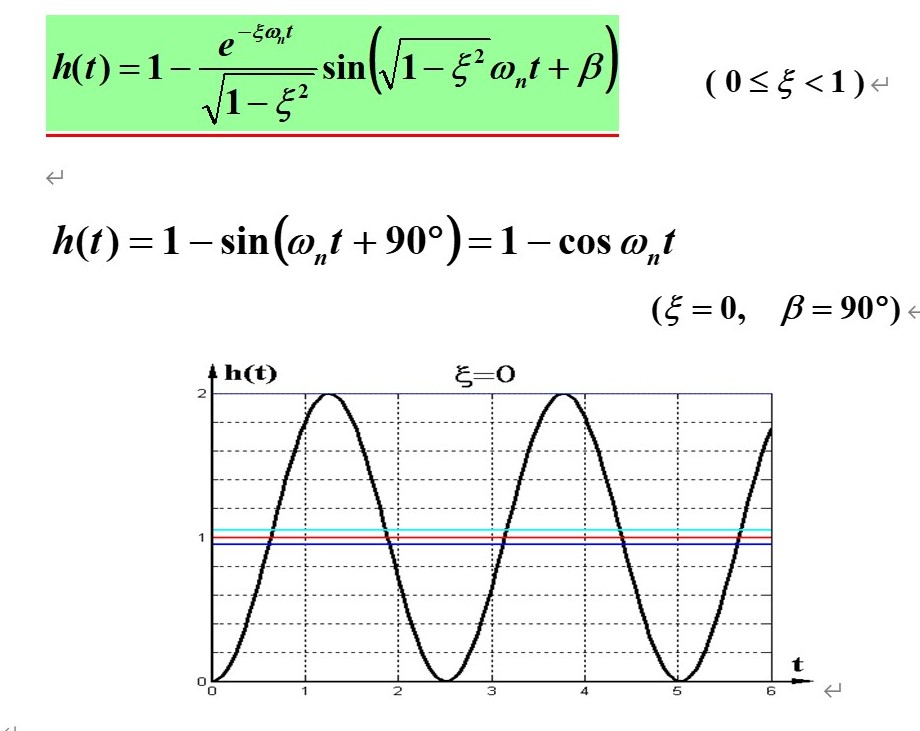 h(t) = 1 − e^{−ξω_n t} / √(1 − ξ²) sin(√(1 − ξ²) ω_n t + β) ( 0 ≤ ξ < 1 ) ↵
↵
h(t) = 1 − sin(ω_n t + 90°) = 1 − cos ω_n t
(ξ = 0, β = 90°) ↵
h(t) ξ=0
2
1
t
0
0 1 2 3 4 5 6 ↵